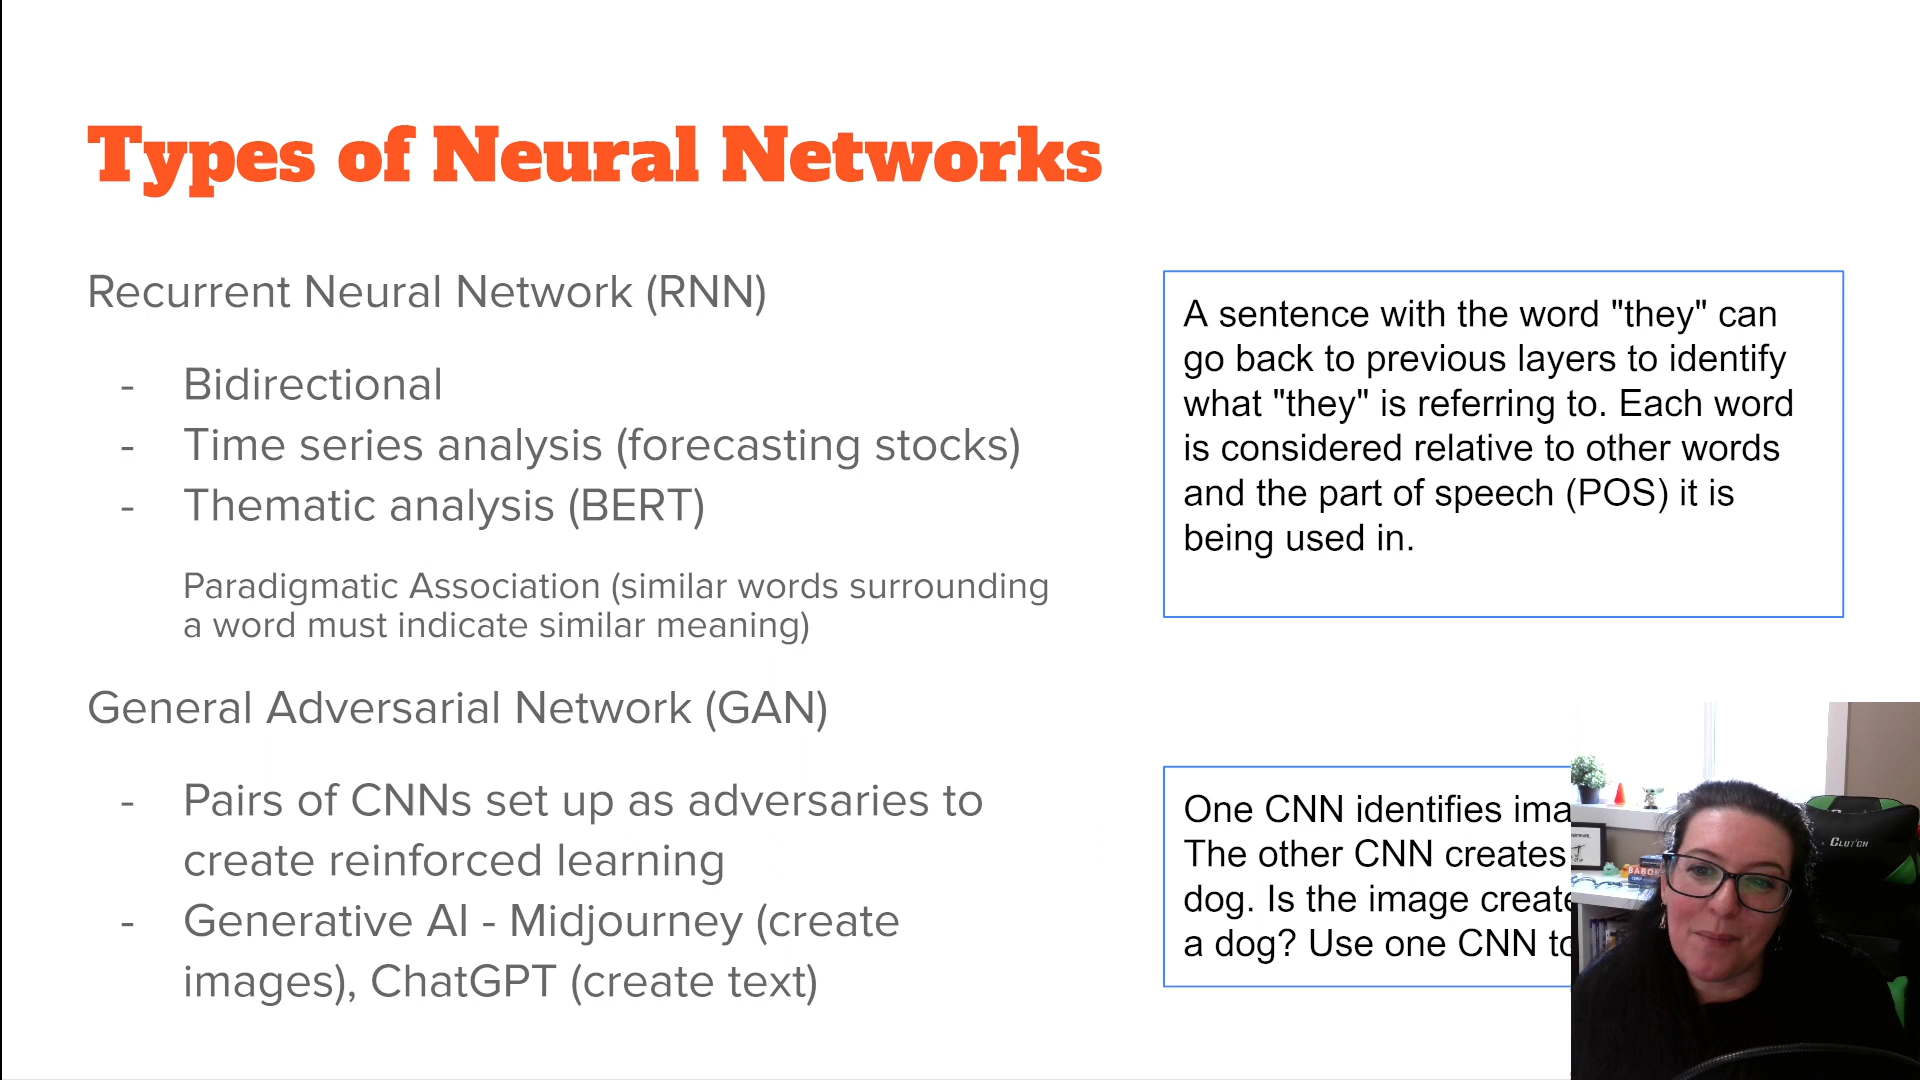 Types of Neural Networks
Recurrent Neural Network (RNN)
- Bidirectional
- Time series analysis (forecasting stocks)
- Thematic analysis (BERT)
Paradigmatic Association (similar words surrounding
a word must indicate similar meaning)
A sentence with the word "they" can
go back to previous layers to identify
what "they" is referring to. Each word
is considered relative to other words
and the part of speech (POS) it is
being used in.
General Adversarial Network (GAN)
- Pairs of CNNs set up as adversaries to
create reinforced learning
- Generative AI - Midjourney (create
images), ChatGPT (create text)
One CNN identifies
The other CNN creates
dog. Is the image
a dog? Use one CNN
CLUTCH